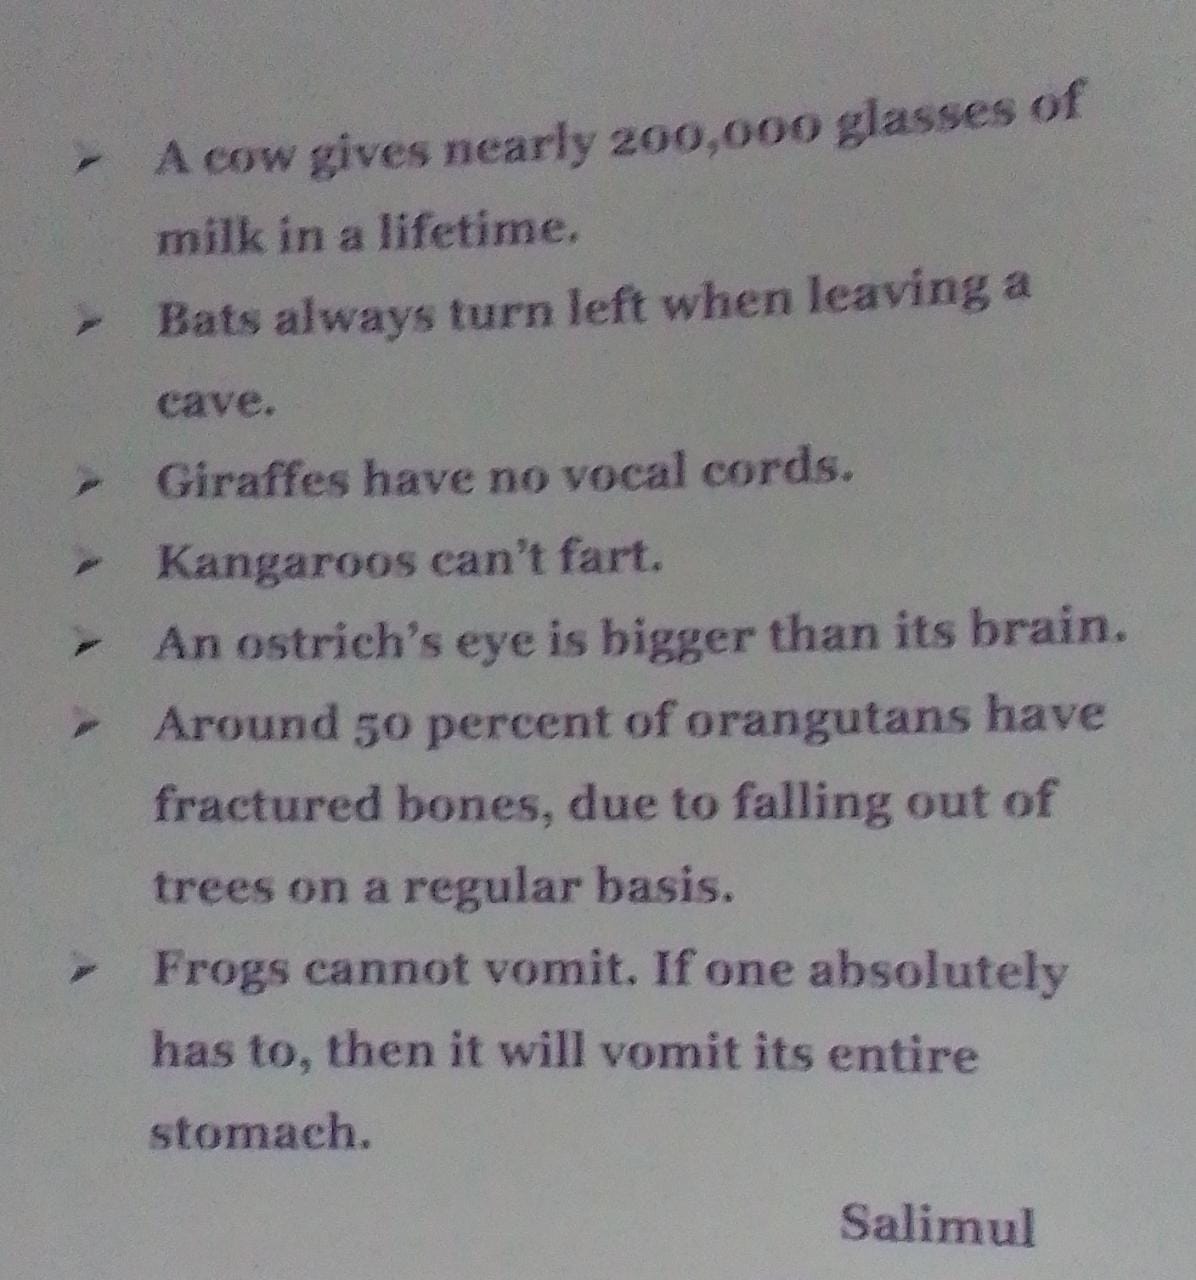 ➢ A cow gives nearly 200,000 glasses of
milk in a lifetime.
➢ Bats always turn left when leaving a
cave.
➢ Giraffes have no vocal cords.
➢ Kangaroos can’t fart.
➢ An ostrich’s eye is bigger than its brain.
➢ Around 50 percent of orangutans have
fractured bones, due to falling out of
trees on a regular basis.
➢ Frogs cannot vomit. If one absolutely
has to, then it will vomit its entire
stomach.
Salimul